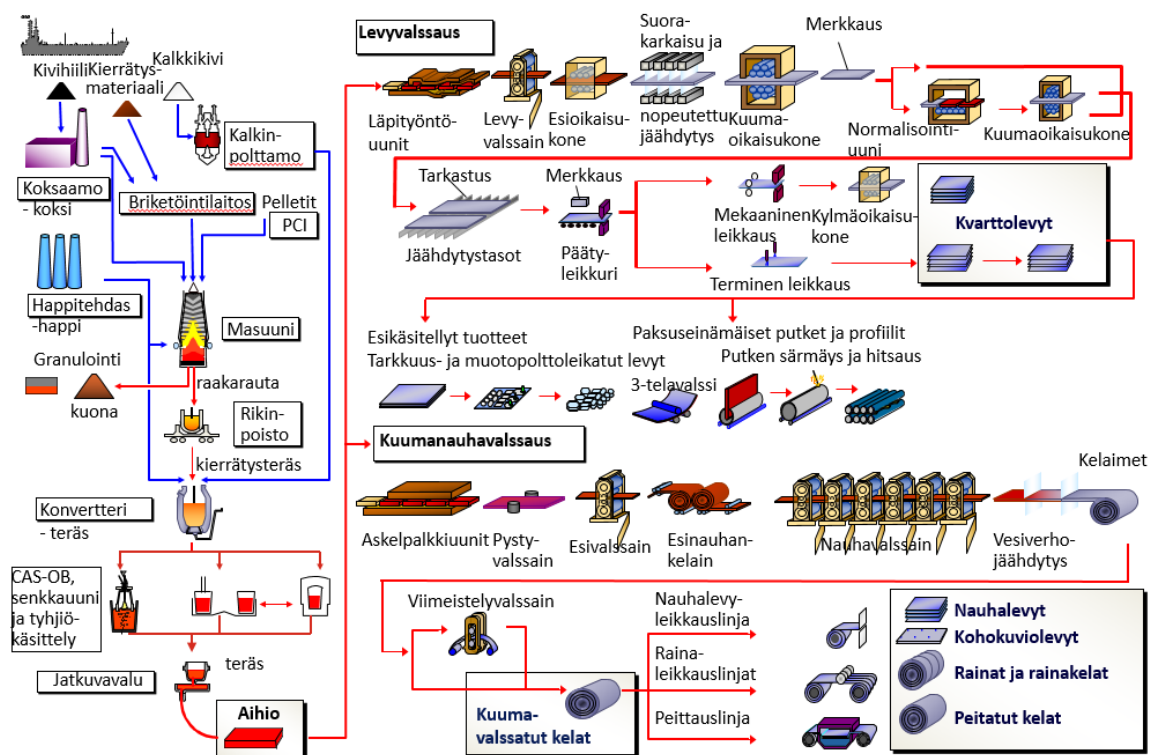 Kivihiili
Kierrätys-
materiaali
Kalkkikivi
Kalkin-
polttamo
Koksaamo
- koksi
Briketöintilaitos
Pelletit
PCI
Happitehdas
-happi
Masuuni
Granulointi
kuona
raakarauta
Rikin-
poisto
kierrätysteräs
Konvertteri
- teräs
CAS-OB,
senkkauuni
ja tyhjiö-
käsittely
Jatkuvavalu
teräs
Aihio
Levyvalssaus
Läpityöntö-
uunit
Levy-
valssain
Esioikaisu-
kone
Suora-
karkaisu ja
nopeutettu
jäähdytys
Kuuma-
oikaisukone
Merkkaus
Normalisointi-
uuni
Kuumaoikaisukone
Tarkastus
Jäähdytystasot
Merkkaus
Pääty-
leikkuri
Mekaaninen
leikkaus
Kylmäoikaisu-
kone
Terminen leikkaus
Kvarttolevyt
Esikäsitellyt tuotteet
Tarkkuus- ja muotopolttoleikatut levyt
Paksuseinämäiset putket ja profiilit
Putken särmäys ja hitsaus
3-telavalssi
Kuumanauhavalssaus
Askelpalkkiuunit
Pysty-
valssain
Esivalssain
Esinauhan-
kelain
Nauhavalssain
Vesiverho-
jäähdytys
Kelaimet
Viimeistelyvalssain
Kuuma-
valssatut kelat
Nauhalevy-
leikkauslinja
Raina-
leikkauslinjat
Peittauslinja
Nauhalevyt
Kohokuviolevyt
Rainat ja rainakelat
Peitatut kelat